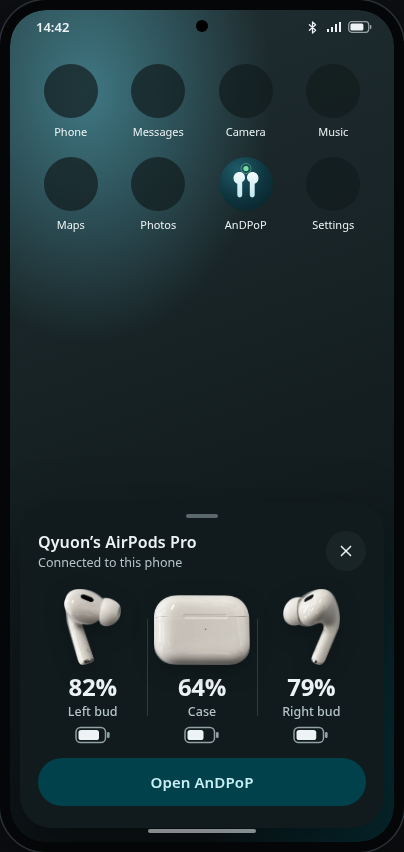 14:42
Phone Messages Camera Music
Maps Photos AnDPoP Settings
Qyuon’s AirPods Pro
Connected to this phone
82% 64% 79%
Left bud Case Right bud
Open AnDPoP